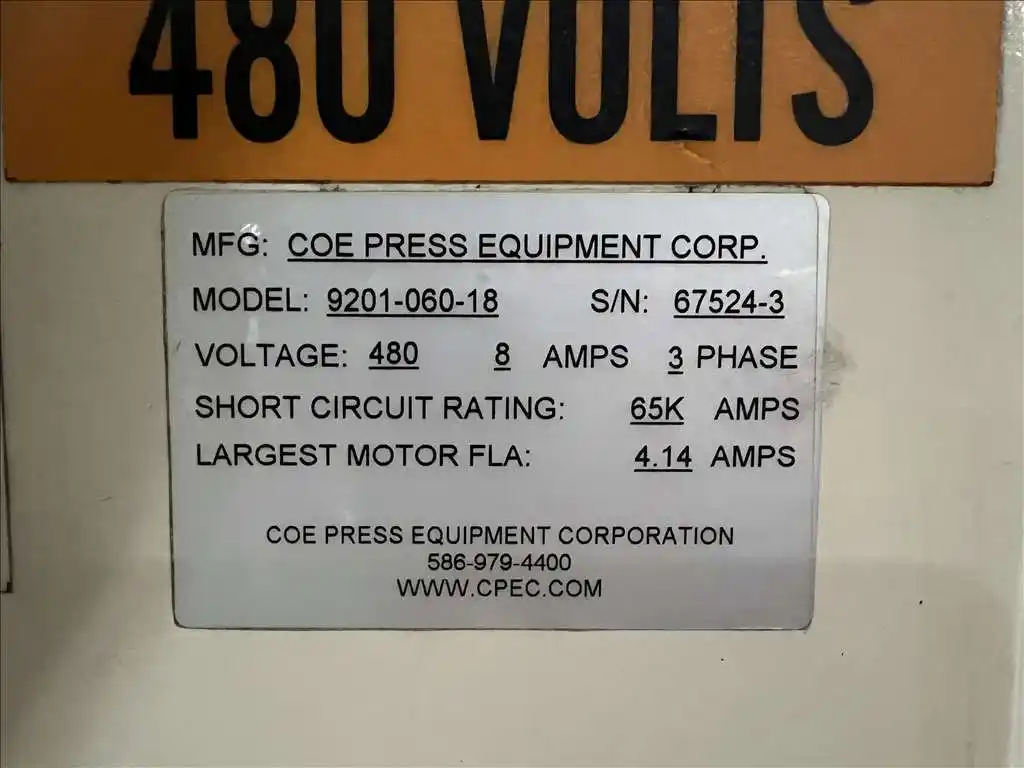 480 VOLTS
MFG: COE PRESS EQUIPMENT CORP.
MODEL: 9201-060-18 S/N: 67524-3
VOLTAGE: 480 8 AMPS 3 PHASE
SHORT CIRCUIT RATING: 65K AMPS
LARGEST MOTOR FLA: 4.14 AMPS
COE PRESS EQUIPMENT CORPORATION
586-979-4400
WWW.CPEC.COM